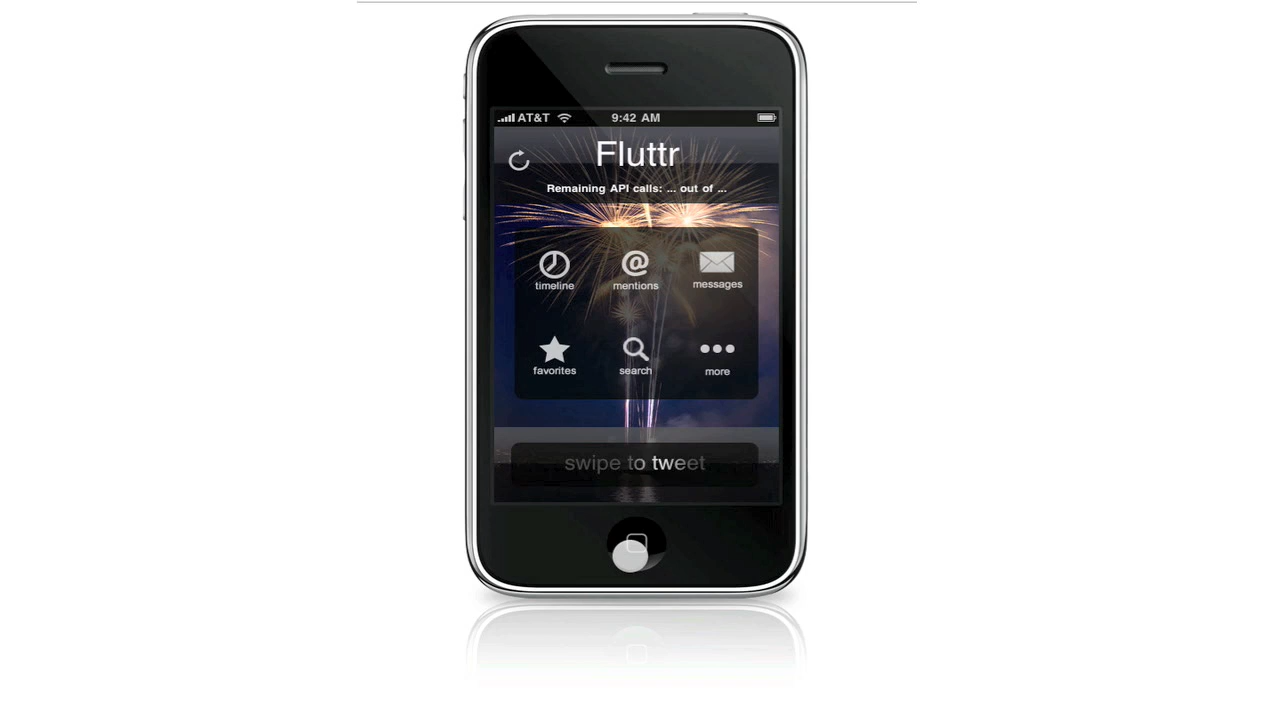 AT&T 9:42 AM
Fluttr
Remaining API calls: ... out of ...
timeline mentions messages
favorites search more
swipe to tweet